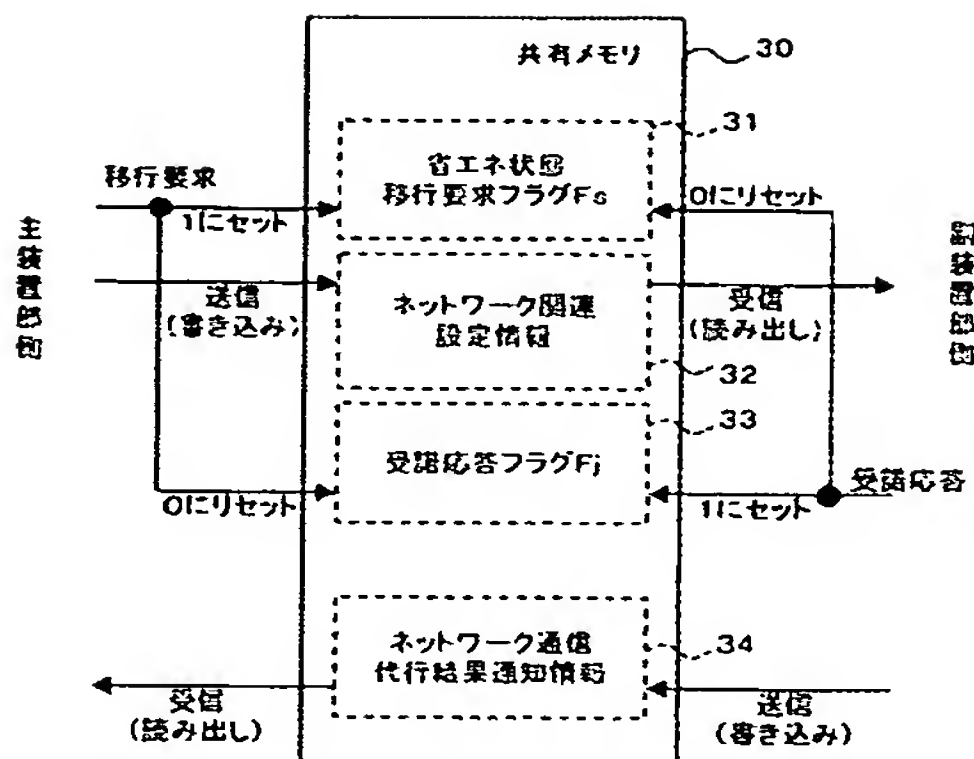 共有メモリ
30
31
省エネ状態
移行要求フラグFs
移行要求
1にセット
0にリセット
主装置部側
副装置部側
送信
(書き込み)
ネットワーク関連
設定情報
受信
(読み出し)
32
33
受諾応答フラグFj
受諾応答
0にリセット
1にセット
ネットワーク通信
代行結果通知情報
34
受信
(読み出し)
送信
(書き込み)